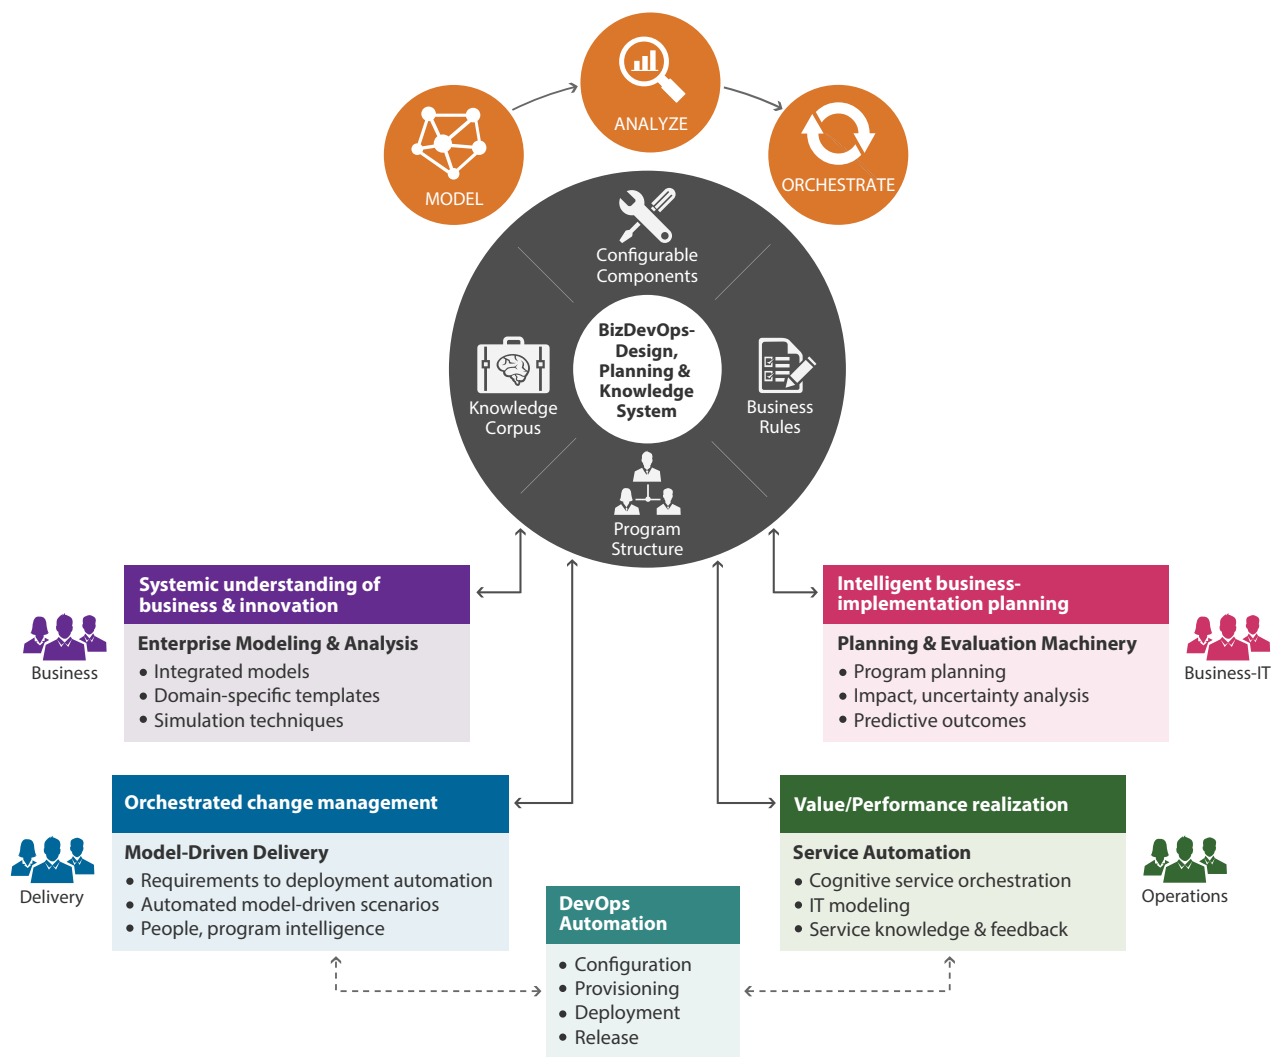 MODEL
ANALYZE
ORCHESTRATE
Configurable
Components
BizDevOps-
Design,
Planning &
Knowledge
System
Knowledge
Corpus
Business
Rules
Program
Structure
Systemic understanding of
business & innovation
Enterprise Modeling & Analysis
• Integrated models
• Domain-specific templates
• Simulation techniques
Business
Intelligent business-
implementation planning
Planning & Evaluation Machinery
• Program planning
• Impact, uncertainty analysis
• Predictive outcomes
Business-IT
Orchestrated change management
Model-Driven Delivery
• Requirements to deployment automation
• Automated model-driven scenarios
• People, program intelligence
Delivery
Value/Performance realization
Service Automation
• Cognitive service orchestration
• IT modeling
• Service knowledge & feedback
Operations
DevOps
Automation
• Configuration
• Provisioning
• Deployment
• Release